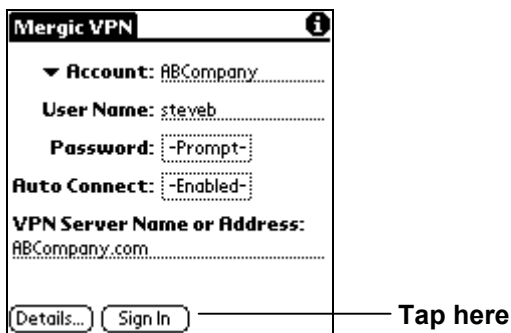 Mergic VPN
Account: ABCompany
User Name: steveb
Password: -Prompt-
Auto Connect: -Enabled-
VPN Server Name or Address:
ABCompany.com
Details... Sign In Tap here